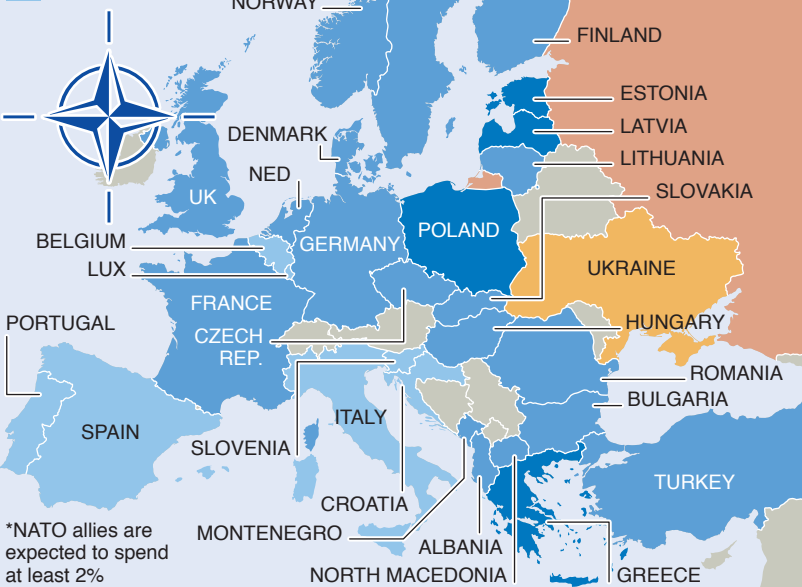 NORWAY
FINLAND
ESTONIA
LATVIA
DENMARK
LITHUANIA
NED
SLOVAKIA
UK
POLAND
BELGIUM
GERMANY
LUX
UKRAINE
FRANCE
PORTUGAL
CZECH
REP.
HUNGARY
ROMANIA
BULGARIA
ITALY
SPAIN
SLOVENIA
TURKEY
CROATIA
*NATO allies are
expected to spend
at least 2%
MONTENEGRO
ALBANIA
NORTH MACEDONIA
GREECE